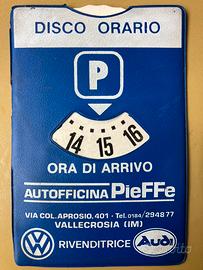 DISCO ORARIO
P
14 15 16
ORA DI ARRIVO
AUTOFFICINA PieFFe
VIA COL. APROSIO, 401 - Tel. 0184/294877
VALLECROSIA (IM)
VW RIVENDITRICE Audi